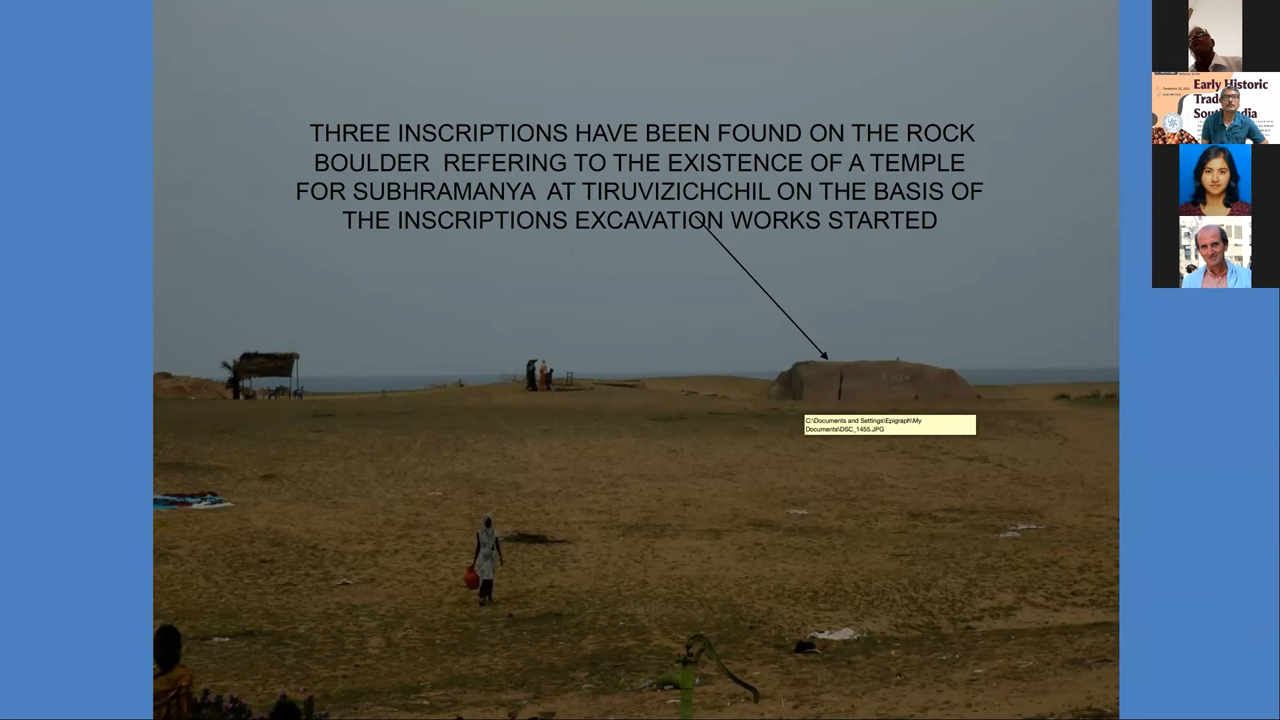 THREE INSCRIPTIONS HAVE BEEN FOUND ON THE ROCK
BOULDER REFERING TO THE EXISTENCE OF A TEMPLE
FOR SUBHRAMANYA AT TIRUVIZICHCHIL ON THE BASIS OF
THE INSCRIPTIONS EXCAVATION WORKS STARTED
C:\Documents and Settings\Epigraph\My
Documents\DSC_1455.JPG
Early Historic
Trade
South India